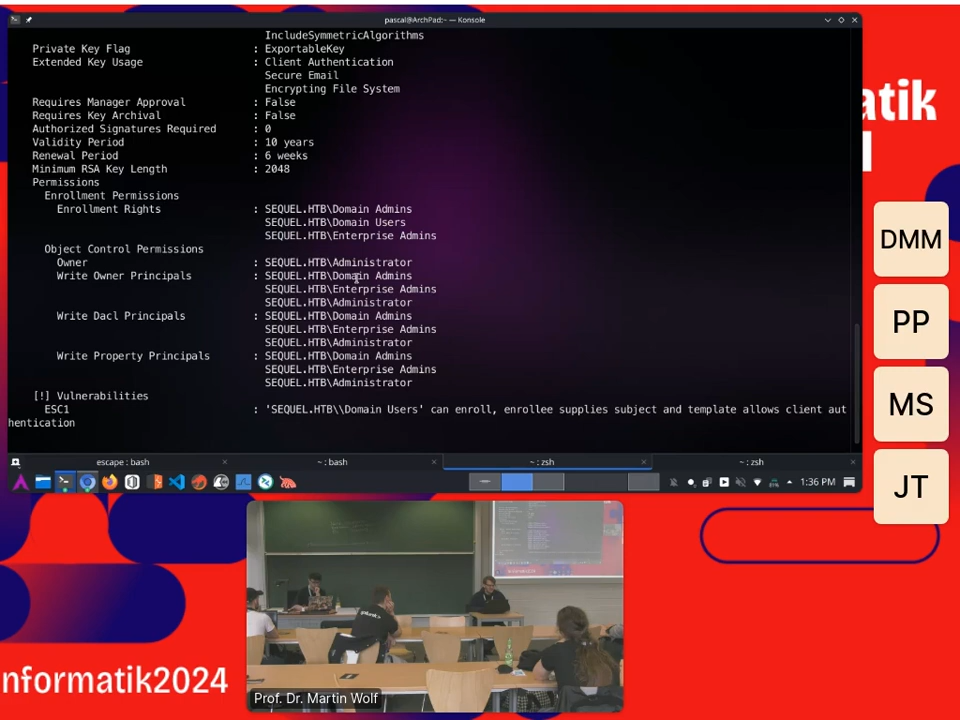 pascal@ArchPad:~ — Konsole
IncludeSymmetricAlgorithms
Private Key Flag : ExportableKey
Extended Key Usage : Client Authentication
Secure Email
Encrypting File System
Requires Manager Approval : False
Requires Key Archival : False
Authorized Signatures Required : 0
Validity Period : 10 years
Renewal Period : 6 weeks
Minimum RSA Key Length : 2048
Permissions
Enrollment Permissions
Enrollment Rights : SEQUEL.HTB\Domain Admins
SEQUEL.HTB\Domain Users
SEQUEL.HTB\Enterprise Admins
Object Control Permissions
Owner : SEQUEL.HTB\Administrator
Write Owner Principals : SEQUEL.HTB\Domain Admins
SEQUEL.HTB\Enterprise Admins
SEQUEL.HTB\Administrator
Write Dacl Principals : SEQUEL.HTB\Domain Admins
SEQUEL.HTB\Enterprise Admins
SEQUEL.HTB\Administrator
Write Property Principals : SEQUEL.HTB\Domain Admins
SEQUEL.HTB\Enterprise Admins
SEQUEL.HTB\Administrator
[!] Vulnerabilities
ESC1 : 'SEQUEL.HTB\\Domain Users' can enroll, enrollee supplies subject and template allows client aut
hentication
escape : bash
~ : bash
~ : zsh
~ : zsh
1:36 PM
atik
DMM
PP
MS
JT
nformatik2024
Prof. Dr. Martin Wolf